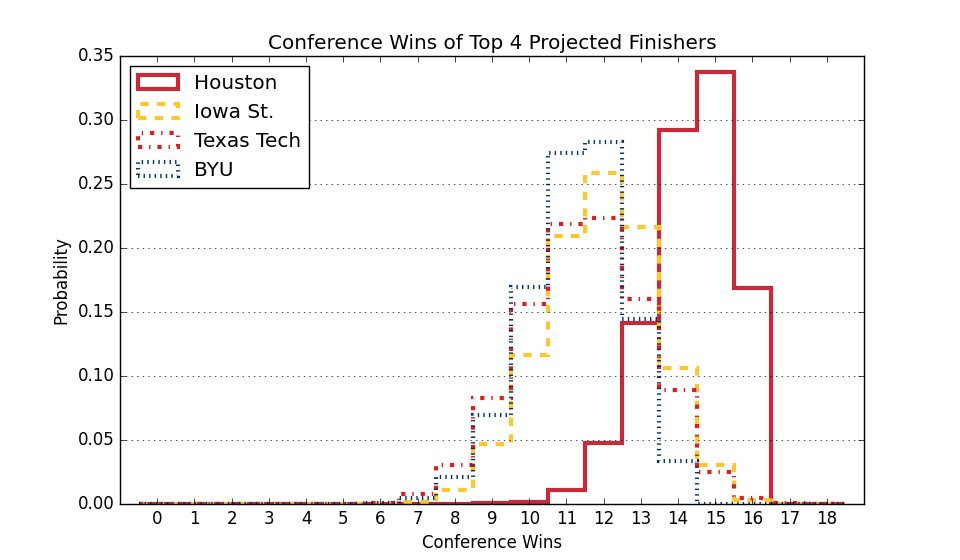 Conference Wins of Top 4 Projected Finishers
Houston
Iowa St.
Texas Tech
BYU
0.35
0.30
0.25
0.20
0.15
0.10
0.05
0.00
Probability
0 1 2 3 4 5 6 7 8 9 10 11 12 13 14 15 16 17 18
Conference Wins